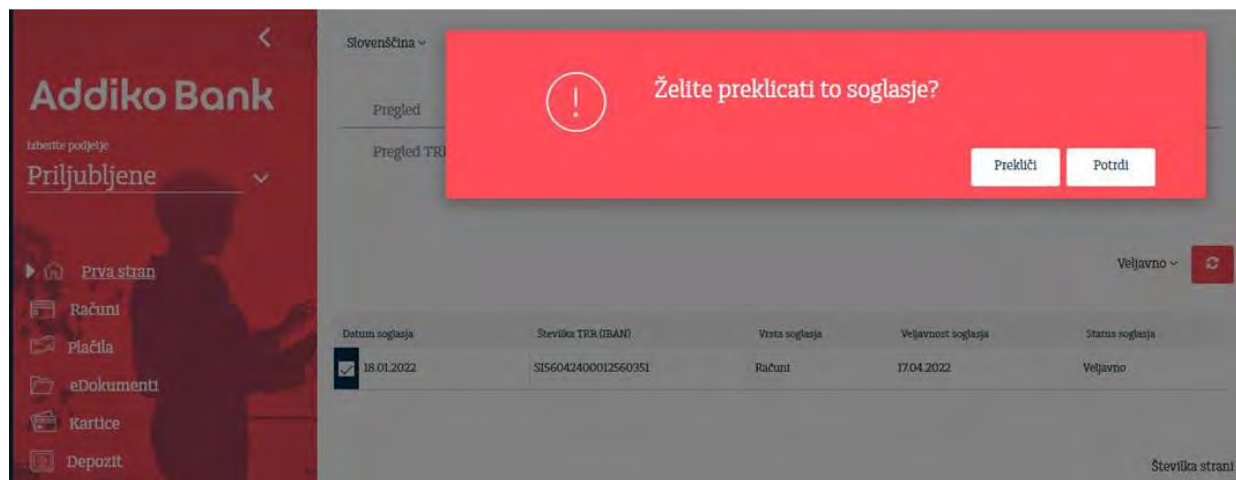 Addiko Bank
Izberite podjetje
Priljubljene
Prva stran
Računi
Plačila
eDokumenti
Kartice
Depozit
Slovenščina
Želite preklicati to soglasje?
Prekliči
Potrdi
Pregled
Pregled TRR
Veljavno
Datum soglasja Številka TRR (IBAN) Vrsta soglasja Veljavnost soglasja Status soglasja
18.01.2022 SI56042400012560351 Računi 17.04.2022 Veljavno
Številka strani